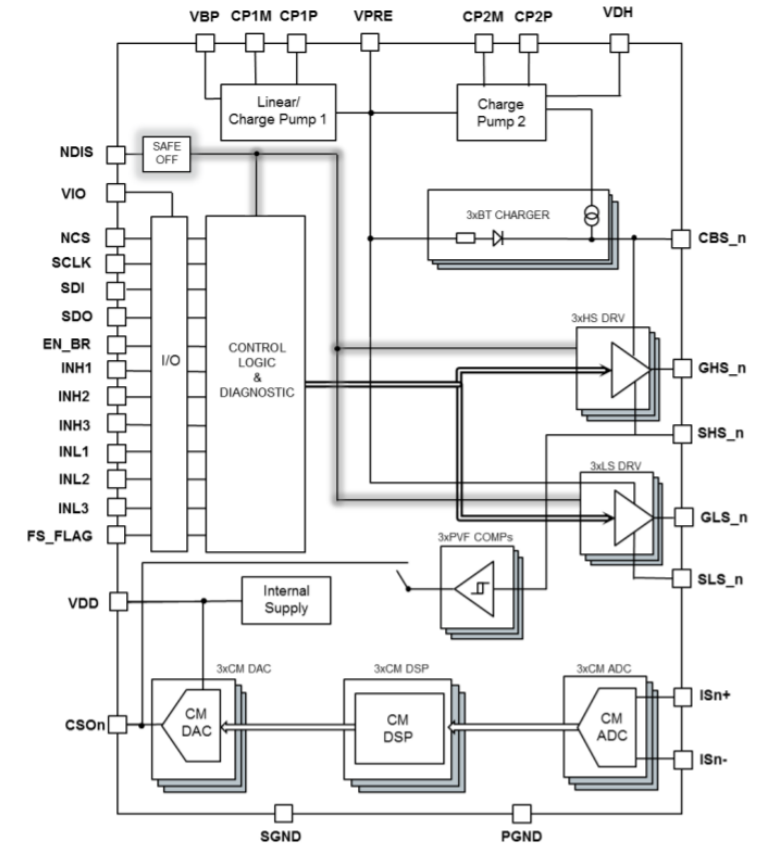 VBP CP1M CP1P VPRE CP2M CP2P VDH
Linear/
Charge Pump 1
Charge
Pump 2
NDIS
SAFE
OFF
VIO
3xBT CHARGER
NCS
CBS_n
SCLK
SDI
SDO
3xHS DRV
EN_BR
INH1
I/O
CONTROL
LOGIC
&
DIAGNOSTIC
GHS_n
INH2
INH3
SHS_n
INL1
3xLS DRV
INL2
INL3
GLS_n
FS_FLAG
3xPVF COMPs
SLS_n
VDD
Internal
Supply
3xCM DAC
3xCM DSP
3xCM ADC
ISn+
CSOn
CM
DAC
CM
DSP
CM
ADC
ISn-
SGND
PGND